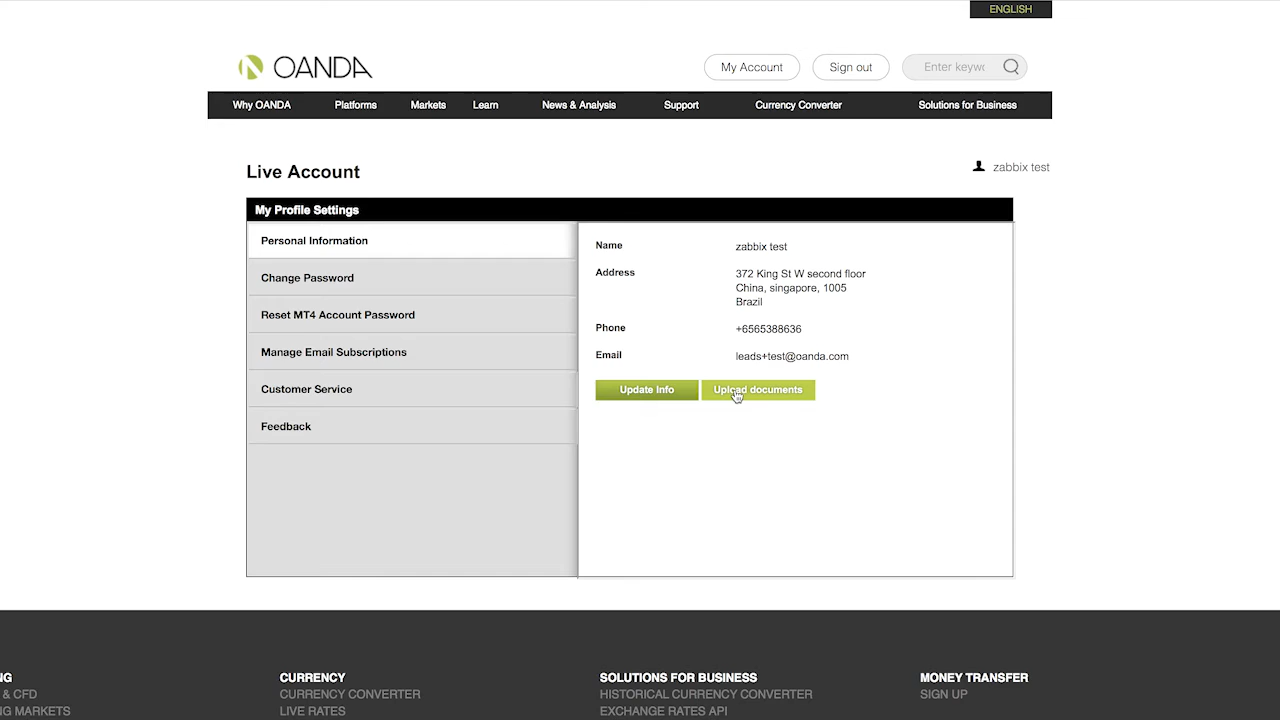 ENGLISH
OANDA
My Account
Sign out
Enter keyw
Why OANDA
Platforms
Markets
Learn
News & Analysis
Support
Currency Converter
Solutions for Business
Live Account
zabbix test
My Profile Settings
Personal Information
Change Password
Reset MT4 Account Password
Manage Email Subscriptions
Customer Service
Feedback
Name
zabbix test
Address
372 King St W second floor
China, singapore, 1005
Brazil
Phone
+6565388636
Email
leads+test@oanda.com
Update Info
Upload documents
NG
& CFD
NG MARKETS
CURRENCY
CURRENCY CONVERTER
LIVE RATES
SOLUTIONS FOR BUSINESS
HISTORICAL CURRENCY CONVERTER
EXCHANGE RATES API
MONEY TRANSFER
SIGN UP